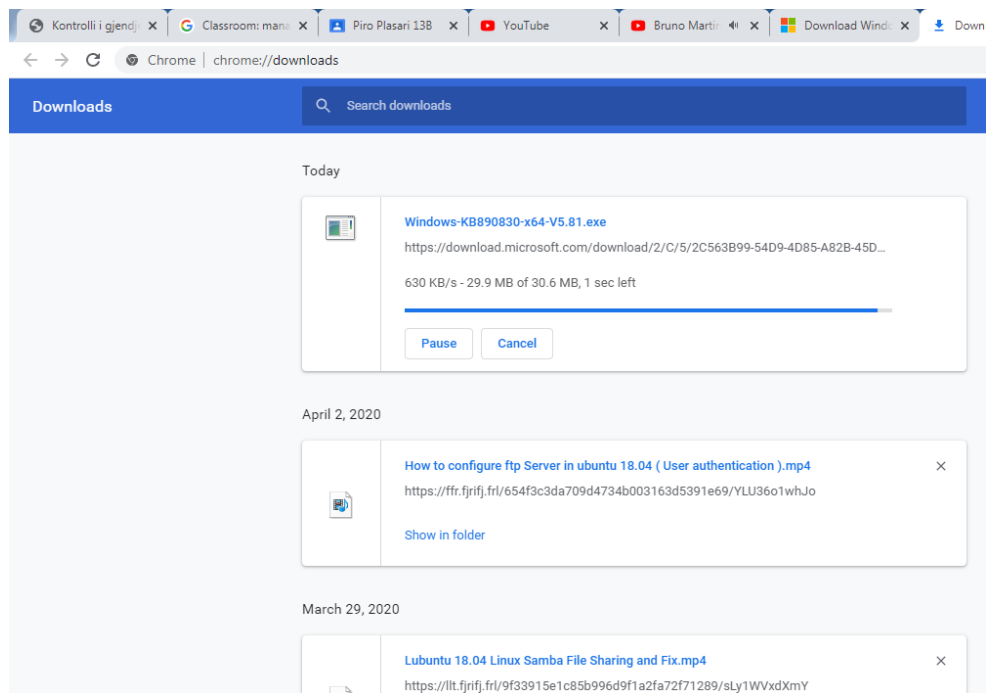 Kontrolli i gjendj
Classroom: mana
Piro Plasari 13B
YouTube
Bruno Martin
Download Windo
Down
Chrome
chrome://downloads
Downloads
Search downloads
Today
Windows-KB890830-x64-V5.81.exe
https://download.microsoft.com/download/2/C/5/2C563B99-54D9-4D85-A82B-45D...
630 KB/s - 29.9 MB of 30.6 MB, 1 sec left
Pause
Cancel
April 2, 2020
How to configure ftp Server in ubuntu 18.04 ( User authentication ).mp4
https://ffr.fjrifj.frl/654f3c3da709d4734b003163d5391e69/YLU36o1whJo
Show in folder
March 29, 2020
Lubuntu 18.04 Linux Samba File Sharing and Fix.mp4
https://llt.fjrifj.frl/9f33915e1c85b996d9f1a2fa72f71289/sLy1WVxdXmY